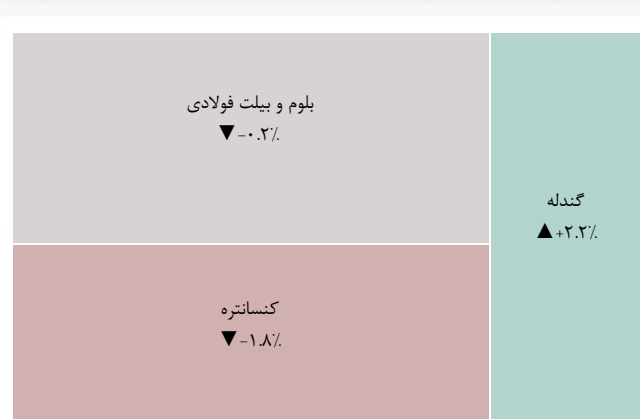 بلوم و بیلت فولادی
▼ -۰.۲٪
گندله
▲ +۲.۲٪
کنسانتره
▼ -۱.۸٪